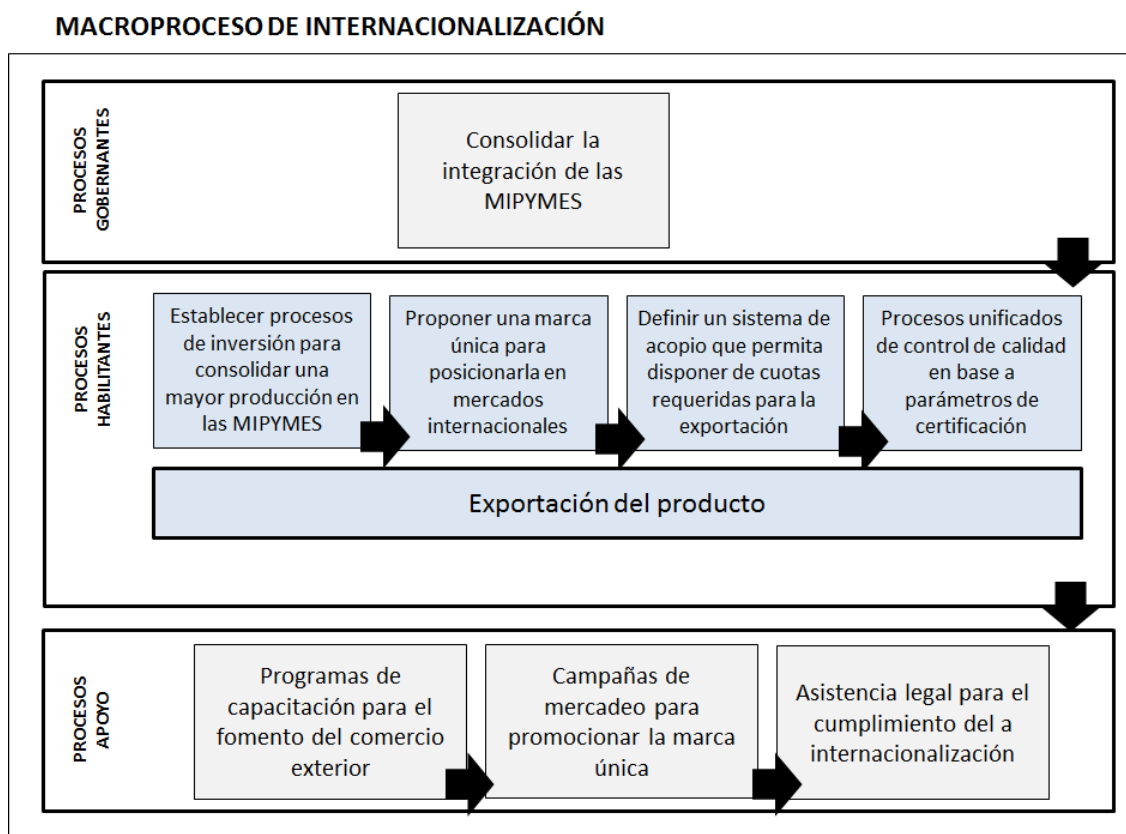 MACROPROCESO DE INTERNACIONALIZACIÓN
PROCESOS
GOBERNANTES
Consolidar la
integración de las
MIPYMES
PROCESOS
HABILITANTES
Establecer procesos
de inversión para
consolidar una
mayor producción en
las MIPYMES
Proponer una marca
única para
posicionarla en
mercados
internacionales
Definir un sistema de
acopio que permita
disponer de cuotas
requeridas para la
exportación
Procesos unificados
de control de calidad
en base a
parámetros de
certificación
Exportación del producto
PROCESOS
APOYO
Programas de
capacitación para el
fomento del comercio
exterior
Campañas de
mercadeo para
promocionar la marca
única
Asistencia legal para el
cumplimiento del a
internacionalización